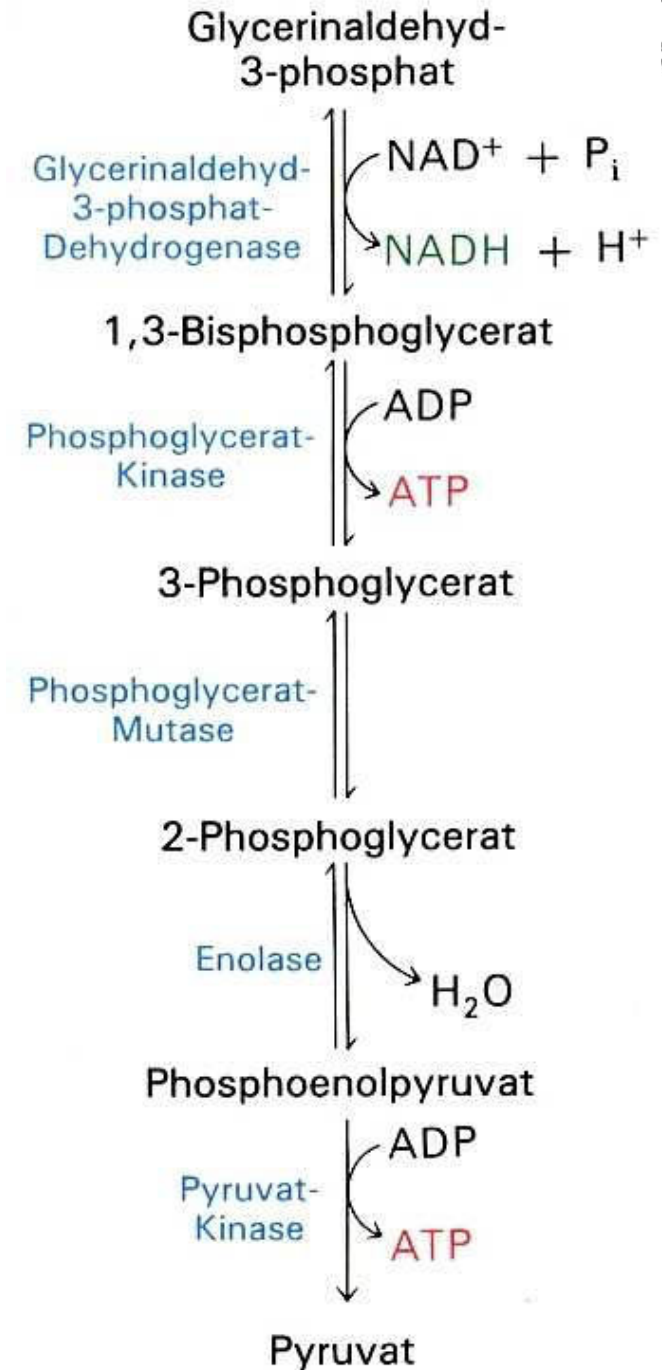 Glycerinaldehyd-
3-phosphat
Glycerinaldehyd-
3-phosphat-
Dehydrogenase
NAD⁺ + Pᵢ
NADH + H⁺
1,3-Bisphosphoglycerat
Phosphoglycerat-
Kinase
ADP
ATP
3-Phosphoglycerat
Phosphoglycerat-
Mutase
2-Phosphoglycerat
Enolase
H₂O
Phosphoenolpyruvat
Pyruvat-
Kinase
ADP
ATP
Pyruvat